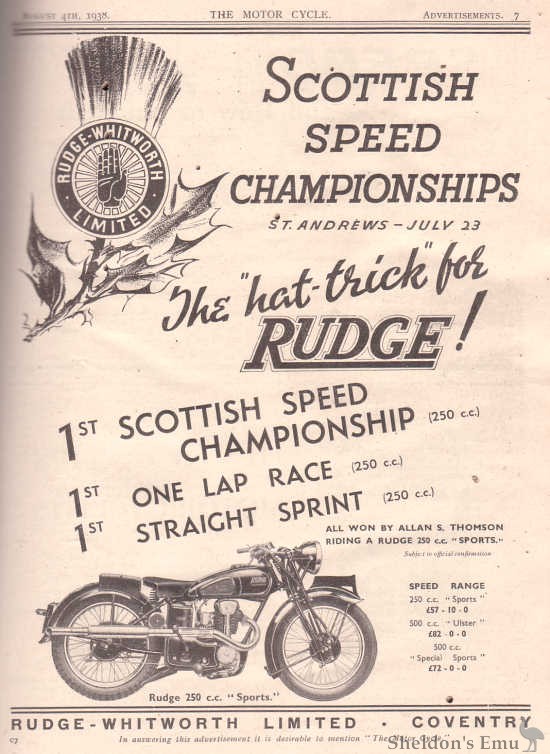 August 4th, 1938. THE MOTOR CYCLE. Advertisements. 7
RUDGE-WHITWORTH
LIMITED
SCOTTISH
SPEED
CHAMPIONSHIPS
ST. ANDREWS – JULY 23
The "hat-trick" for
RUDGE!
1ST SCOTTISH SPEED
CHAMPIONSHIP (250 c.c.)
1ST ONE LAP RACE (250 c.c.)
1ST STRAIGHT SPRINT (250 c.c.)
ALL WON BY ALLAN S. THOMSON
RIDING A RUDGE 250 c.c. "SPORTS."
Subject to official confirmation
SPEED RANGE
250 c.c. "Sports"
£57 - 10 - 0
500 c.c. "Ulster"
£82 - 0 - 0
500 c.c.
"Special Sports"
£72 - 0 - 0
RUDGE
Rudge 250 c.c. "Sports."
RUDGE-WHITWORTH LIMITED • COVENTRY
C7 In answering this advertisement it is desirable to mention "The Motor Cycle."
Sheldon's Emu